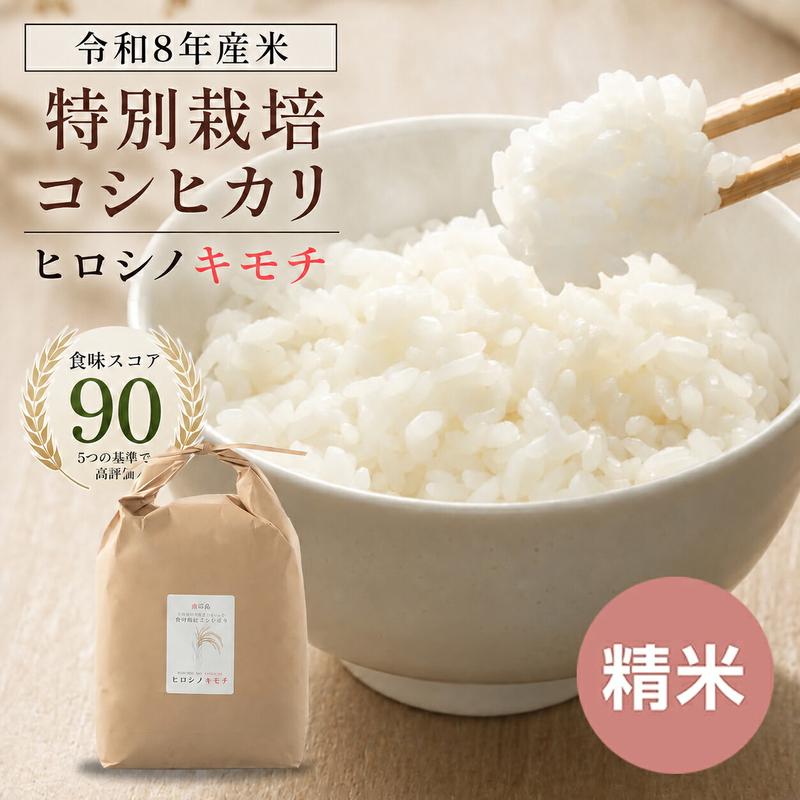 令和8年産米
特別栽培
コシヒカリ
ヒロシノキモチ
食味スコア
90
5つの基準で
高評価
ヒロシノキモチ
精米